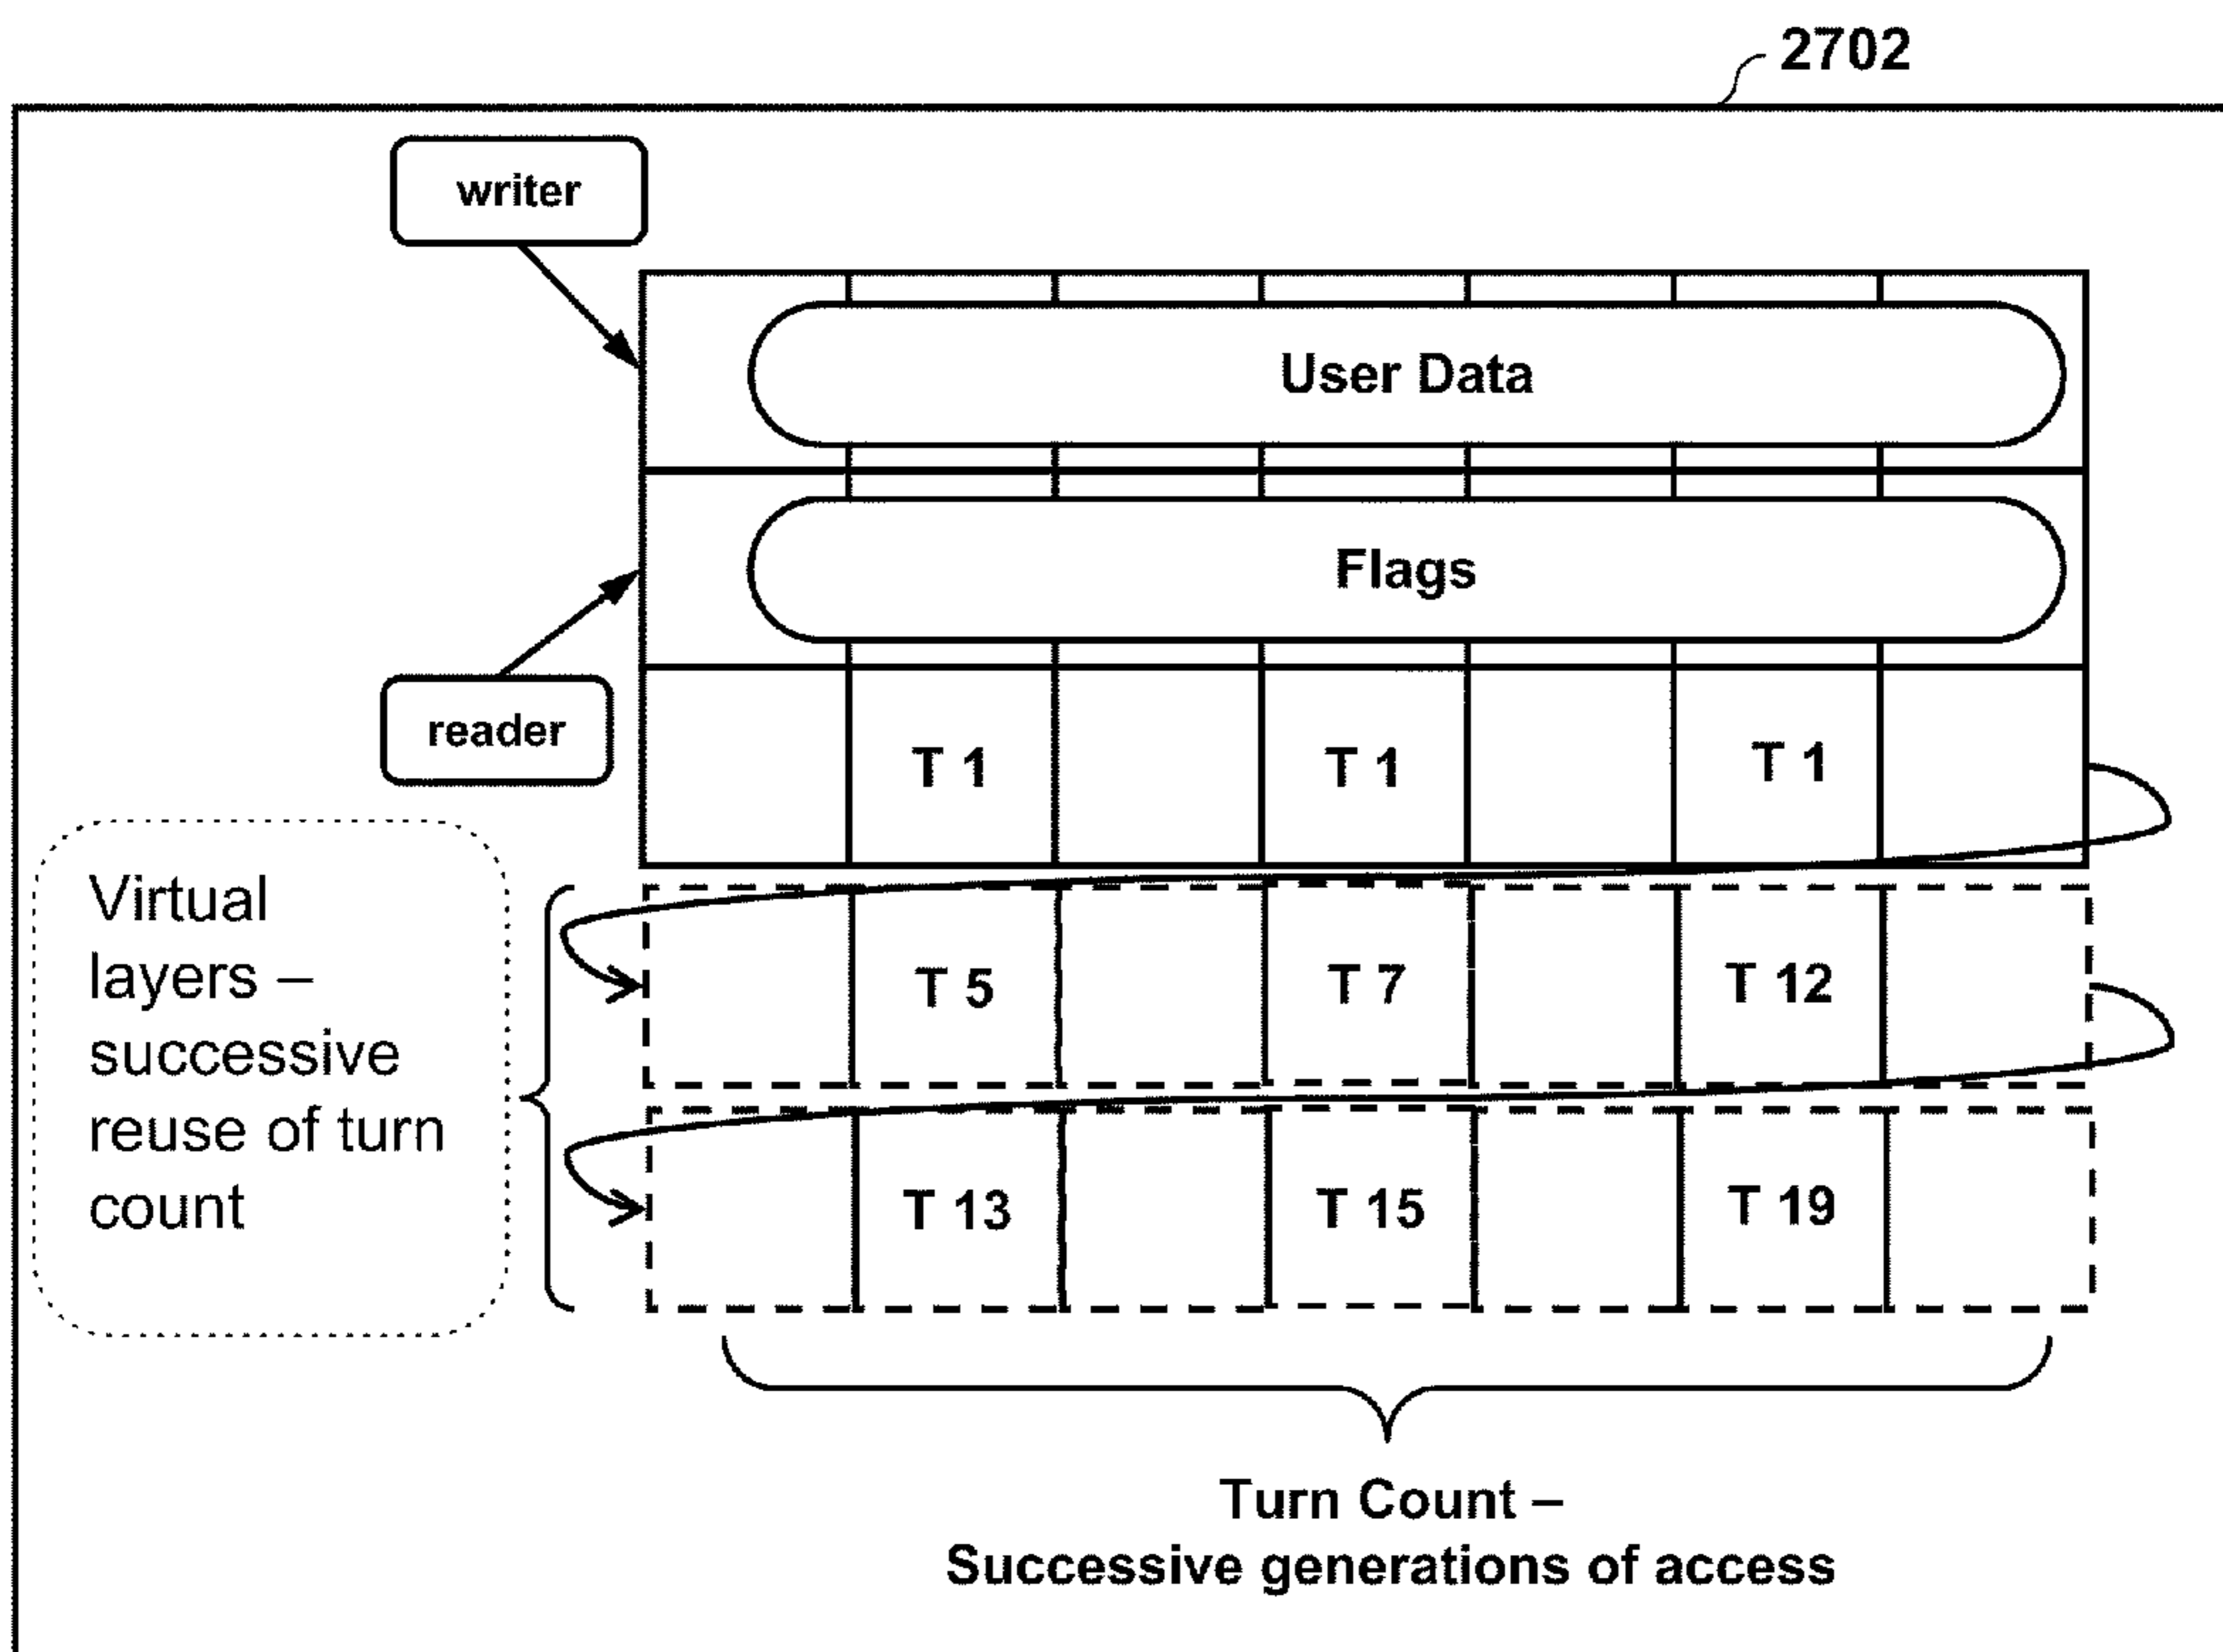 2702
writer
User Data
Flags
reader
T 1 T 1 T 1
Virtual
layers –
successive
reuse of turn
count
T 5 T 7 T 12
T 13 T 15 T 19
Turn Count –
Successive generations of access